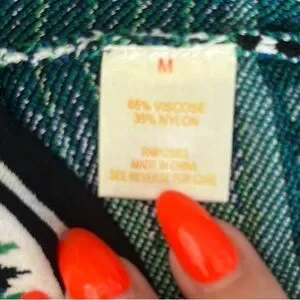 M
65% VISCOSE
35% NYLON
MADE IN CHINA
SEE REVERSE FOR CARE